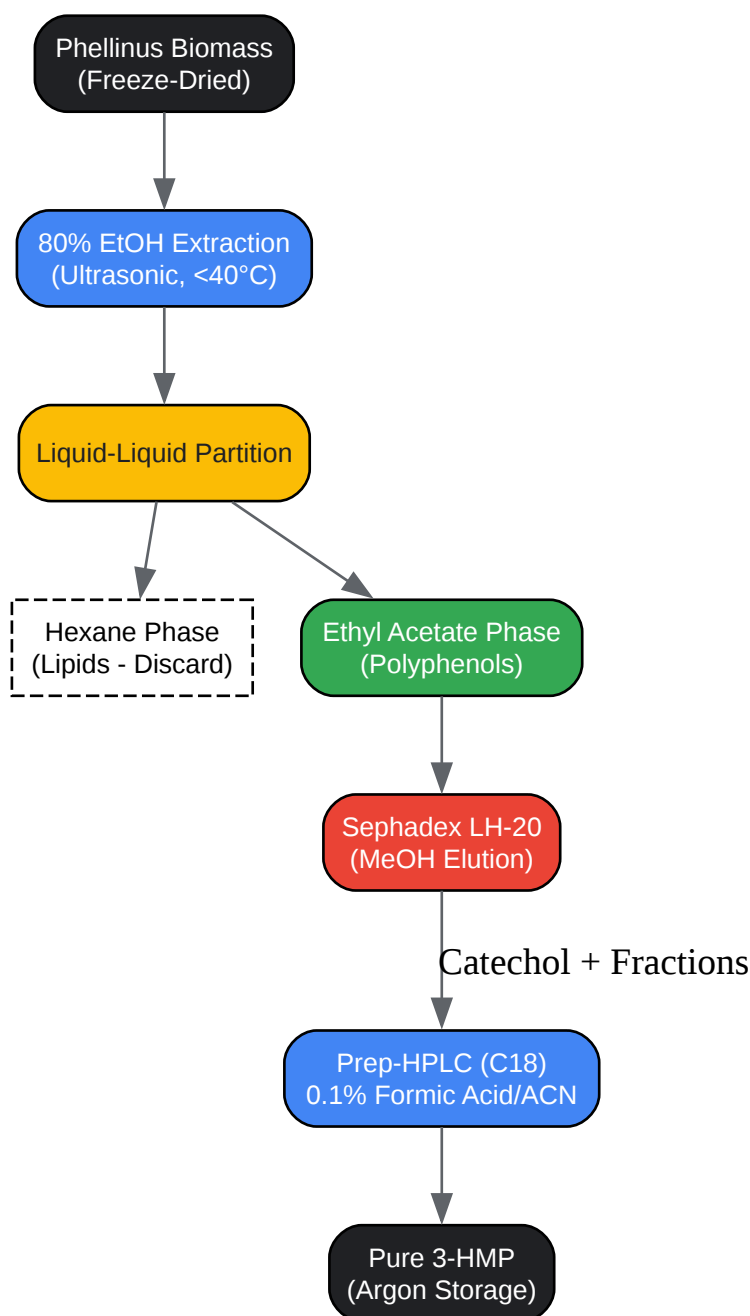 Phellinus Biomass
(Freeze-Dried)
80% EtOH Extraction
(Ultrasonic, <40°C)
Liquid-Liquid Partition
Hexane Phase
(Lipids - Discard)
Ethyl Acetate Phase
(Polyphenols)
Sephadex LH-20
(MeOH Elution)
Catechol + Fractions
Prep-HPLC (C18)
0.1% Formic Acid/ACN
Pure 3-HMP
(Argon Storage)